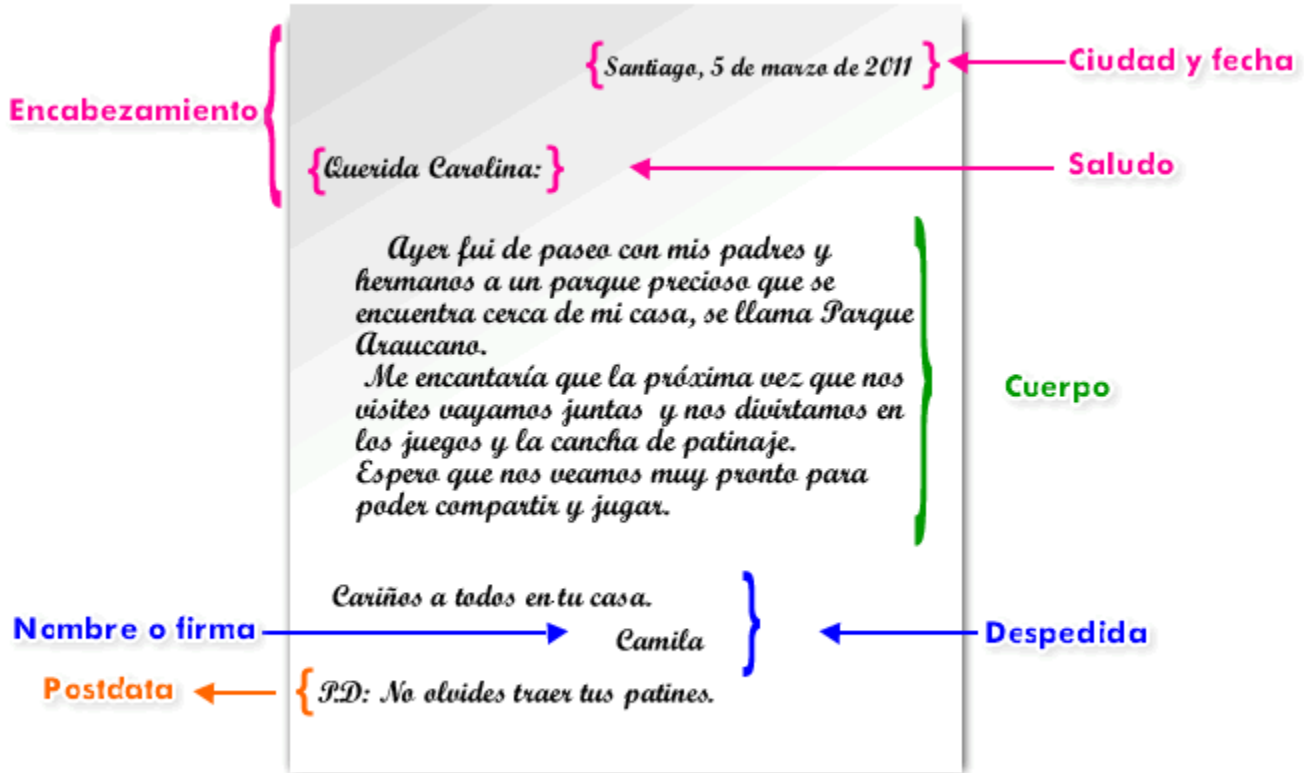 Santiago, 5 de marzo de 2011
Ciudad y fecha
Encabezamiento
Querida Carolina:
Saludo
Ayer fui de paseo con mis padres y
hermanos a un parque precioso que se
encuentra cerca de mi casa, se llama Parque
Araucano.
Me encantaría que la próxima vez que nos
visites vayamos juntas y nos divirtamos en
los juegos y la cancha de patinaje.
Espero que nos veamos muy pronto para
poder compartir y jugar.
Cuerpo
Cariños a todos en tu casa.
Nombre o firma
Camila
Despedida
Postdata
P.D: No olvides traer tus patines.